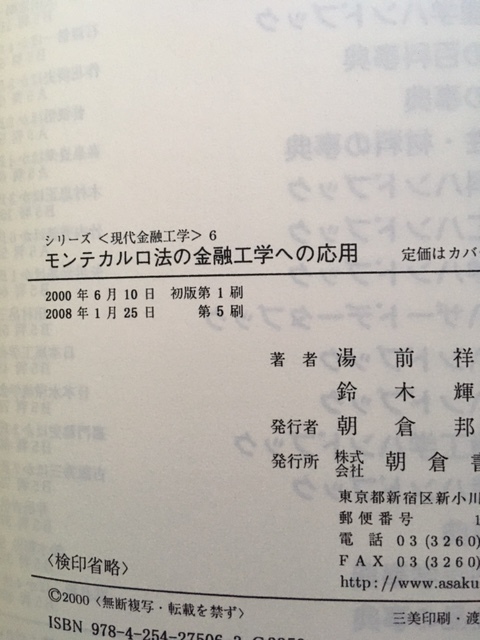 シリーズ〈現代金融工学〉6
モンテカルロ法の金融工学への応用
定価はカバ
2000年6月10日 初版第1刷
2008年1月25日 第5刷
著者 湯前祥
鈴木輝
発行者 朝倉邦
発行所 株式会社 朝倉書
東京都新宿区新小川
郵便番号 1
電話 03(3260)
FAX 03(3260)
http://www.asaku
〈検印省略〉
©2000〈無断複写・転載を禁ず〉
三美印刷・渡
ISBN 978-4-254-27506-3